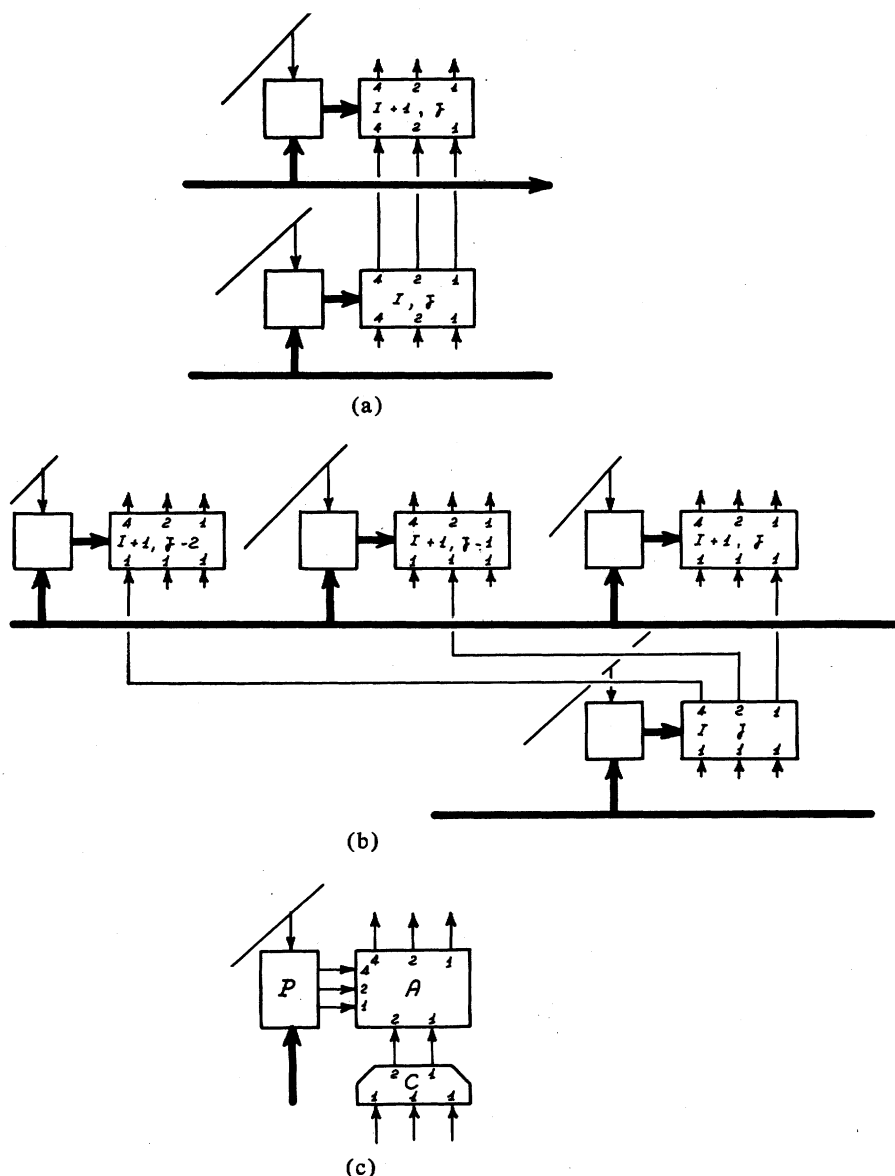 4 2 1
I+1, J
4 2 1
4 2 1
I, J
4 2 1
(a)
4 2 1 4 2 1 4 2 1
I+1, J-2 I+1, J-1 I+1, J
1 1 1 1 1 1 1 1 1
4 2 1
I J
1 1 1
(b)
4 2 1
P 4 2 1 A
2 1
2 1
C
1 1 1
(c)